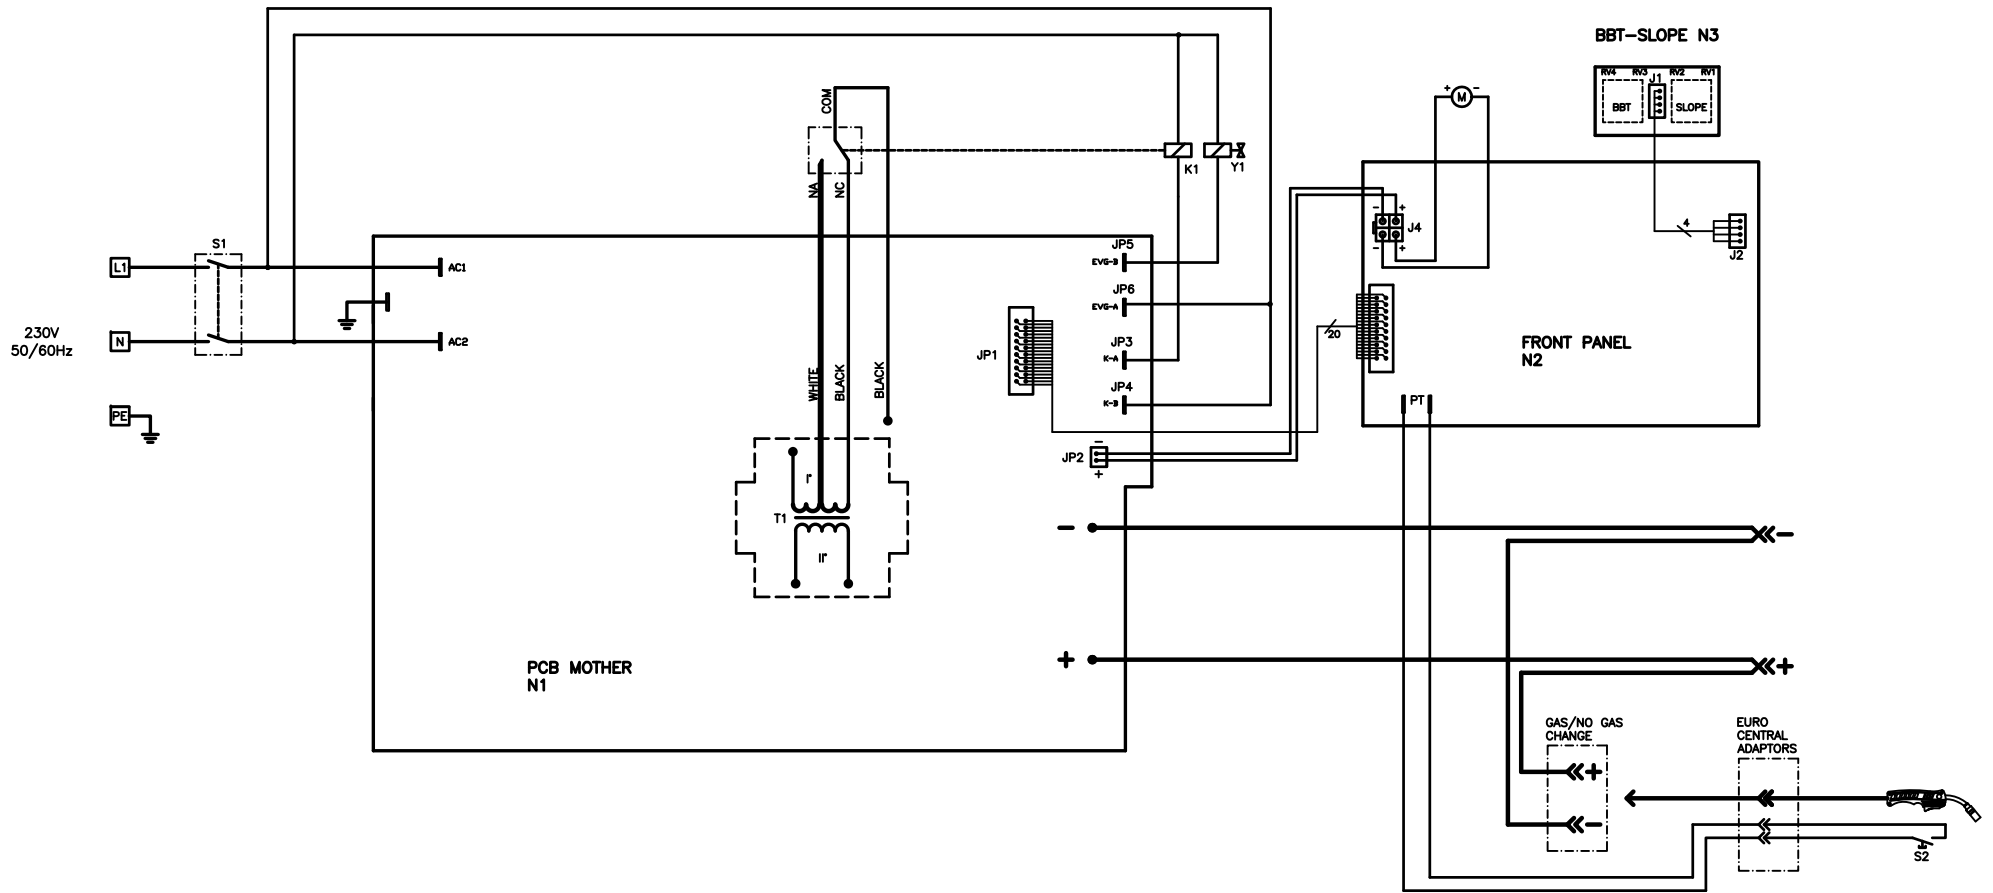 BBT-SLOPE N3
RV4 RV3 RV2 RV1
J1
BBT
SLOPE
+ M -
COM
K1
Y1
NA
NC
- +
J4
- +
4
J2
S1
L1
AC1
JP5
EVG-B
JP6
EVG-A
230V
50/60Hz
N
AC2
JP1
JP3
K-A
20
FRONT PANEL
N2
WHITE
BLACK
BLACK
JP4
K-B
PT
PE
-
JP2
+
I°
T1
II°
- -
+ +
PCB MOTHER
N1
GAS/NO GAS
CHANGE
EURO
CENTRAL
ADAPTORS
+
-
S2